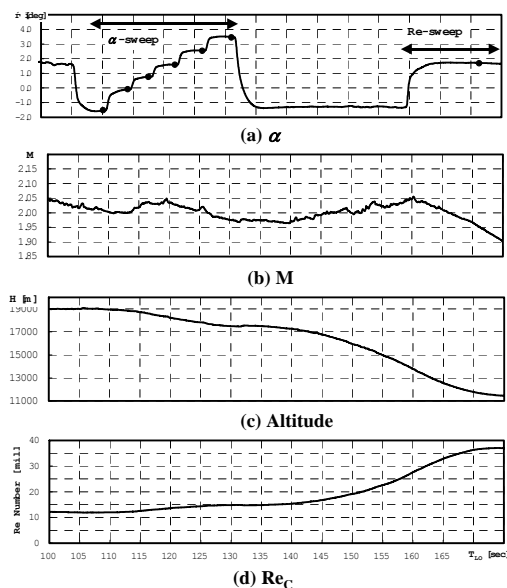 [deg]
4.0
3.0
2.0
1.0
0.0
-1.0
-2.0
α-sweep
Re-sweep
(a) α
M
2.15
2.10
2.05
2.00
1.95
1.90
1.85
(b) M
H [m]
19000
17000
15000
13000
11000
(c) Altitude
Re Number [mill]
40
30
20
10
0
100 105 110 115 120 125 130 135 140 145 150 155 160 165 T_LO [sec]
(d) Re_C